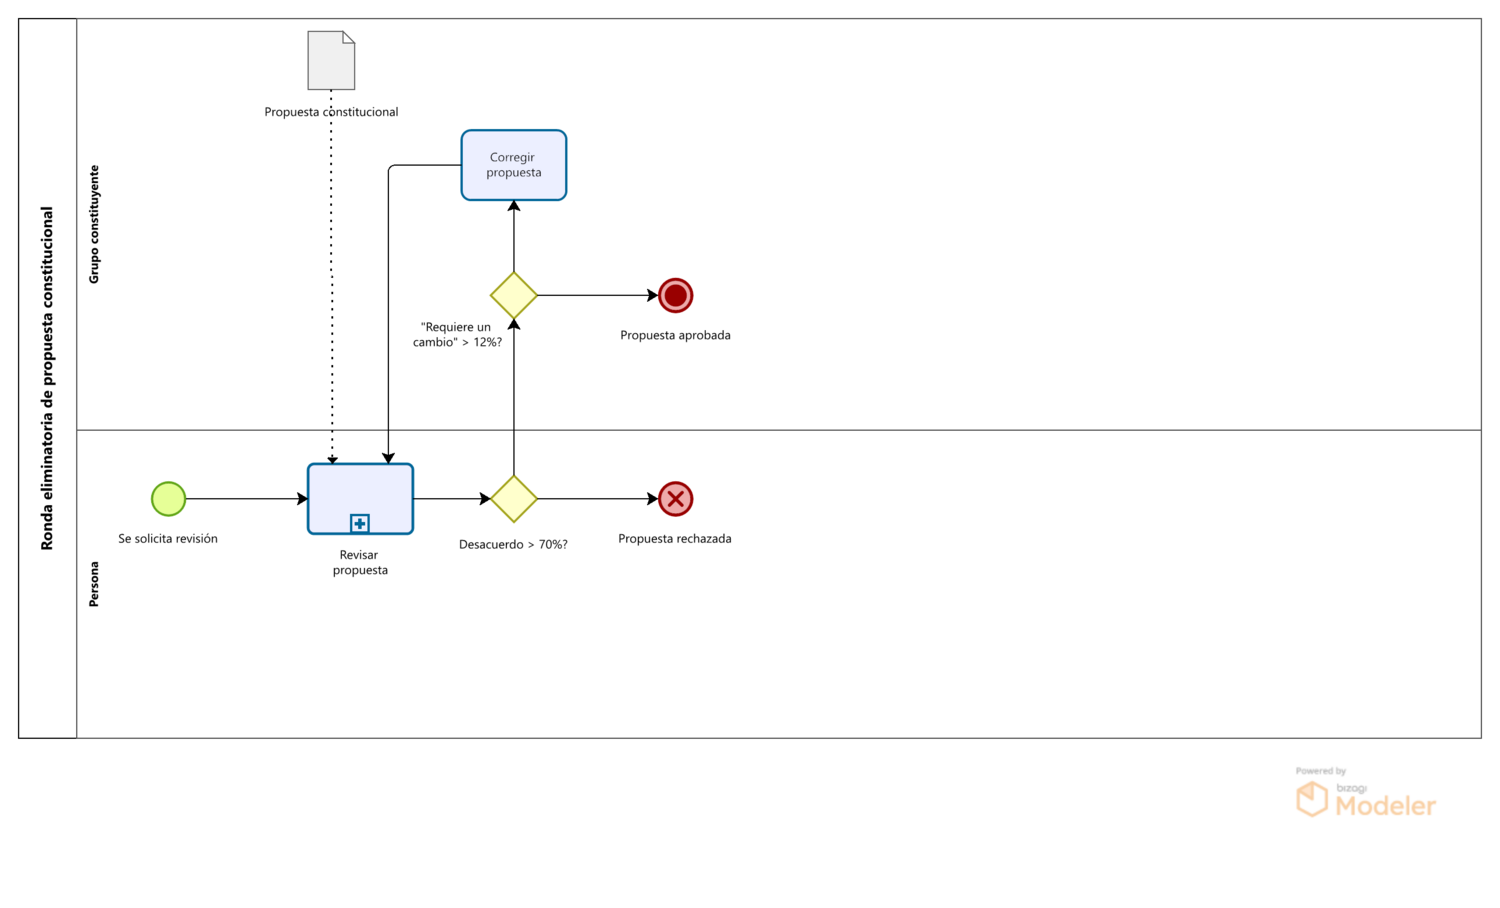 Ronda eliminatoria de propuesta constitucional
Grupo constituyente
Propuesta constitucional
Corregir
propuesta
"Requiere un
cambio" > 12%?
Propuesta aprobada
Persona
Se solicita revisión
Revisar
propuesta
Desacuerdo > 70%?
Propuesta rechazada
Powered by
bizagi
Modeler